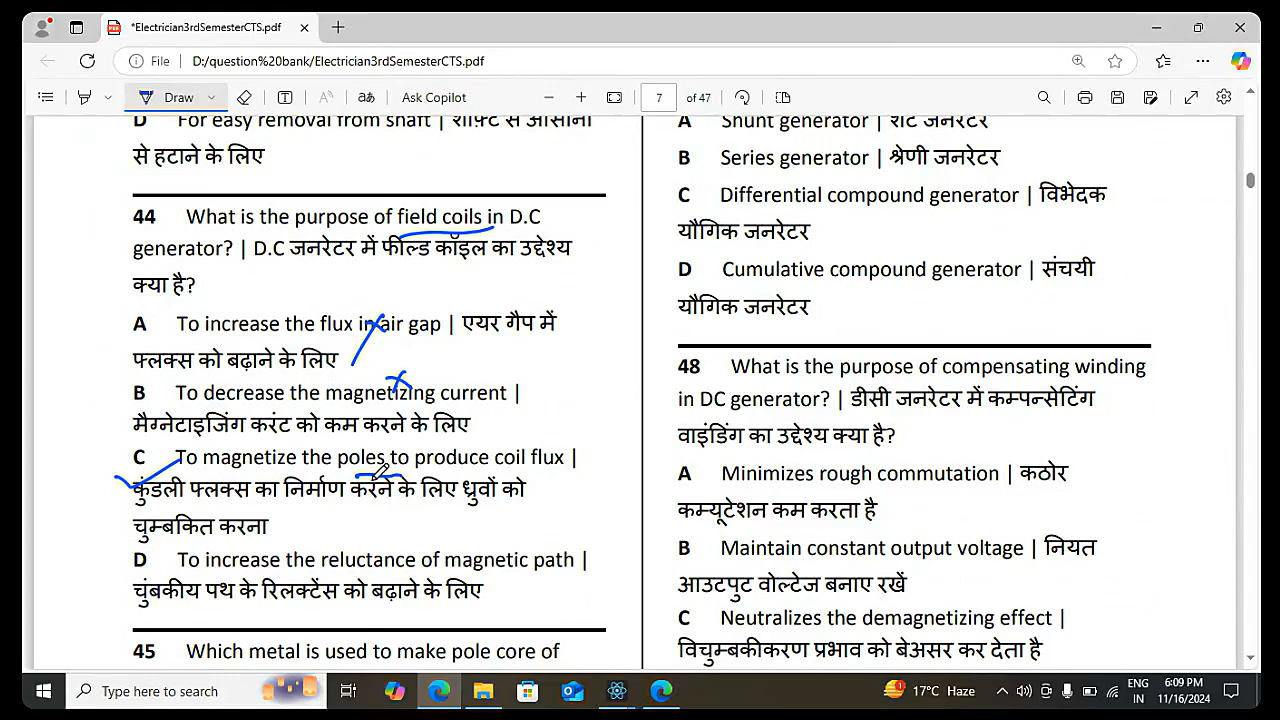 *Electrician3rdSemesterCTS.pdf
File D:/question%20bank/Electrician3rdSemesterCTS.pdf
Draw Ask Copilot 7 of 47
D For easy removal from shaft | शाफ़्ट से आसानी
से हटाने के लिए
44 What is the purpose of field coils in D.C
generator? | D.C जनरेटर में फील्ड कॉइल का उद्देश्य
क्या है?
A To increase the flux in air gap | एयर गैप में
फ्लक्स को बढ़ाने के लिए
B To decrease the magnetizing current |
मैग्नेटाइजिंग करंट को कम करने के लिए
C To magnetize the poles to produce coil flux |
कुंडली फ्लक्स का निर्माण करने के लिए ध्रुवों को
चुम्बकित करना
D To increase the reluctance of magnetic path |
चुंबकीय पथ के रिलक्टेंस को बढ़ाने के लिए
45 Which metal is used to make pole core of
A Shunt generator | शंट जनरेटर
B Series generator | श्रेणी जनरेटर
C Differential compound generator | विभेदक
यौगिक जनरेटर
D Cumulative compound generator | संचयी
यौगिक जनरेटर
48 What is the purpose of compensating winding
in DC generator? | डीसी जनरेटर में कम्पन्सेटिंग
वाइंडिंग का उद्देश्य क्या है?
A Minimizes rough commutation | कठोर
कम्यूटेशन कम करता है
B Maintain constant output voltage | नियत
आउटपुट वोल्टेज बनाए रखें
C Neutralizes the demagnetizing effect |
विचुम्बकीकरण प्रभाव को बेअसर कर देता है
Type here to search
17°C Haze
ENG
IN
6:09 PM
11/16/2024